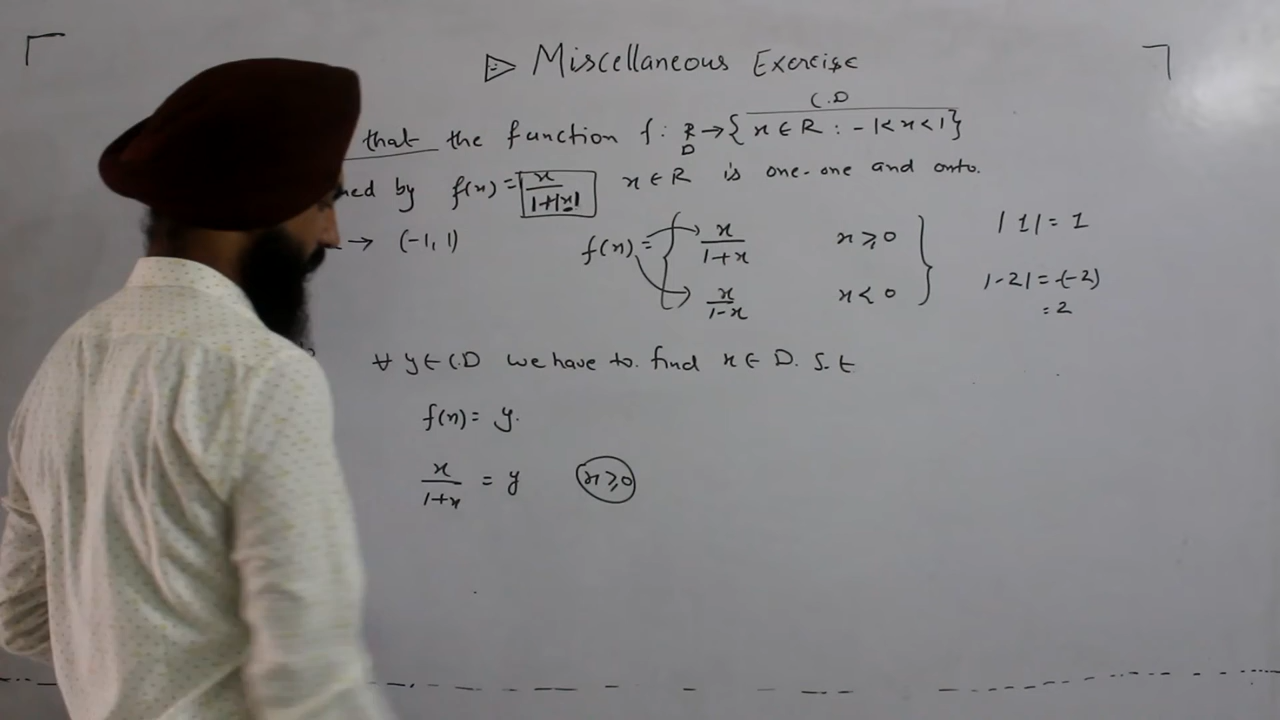 ▷ Miscellaneous Exercise
C.D
that the function f: R → { x ∈ R : -1 < x < 1 }
D
ned by f(x) = x/(1+|x|) x ∈ R is one-one and onto.
→ (-1, 1) f(x) = { x/(1+x) x ≥ 0 } |1| = 1
x/(1-x) x < 0 |-2| = -(-2)
= 2
∀ y ∈ C.D we have to find x ∈ D. S.t
f(x) = y.
x/(1+x) = y x ≥ 0